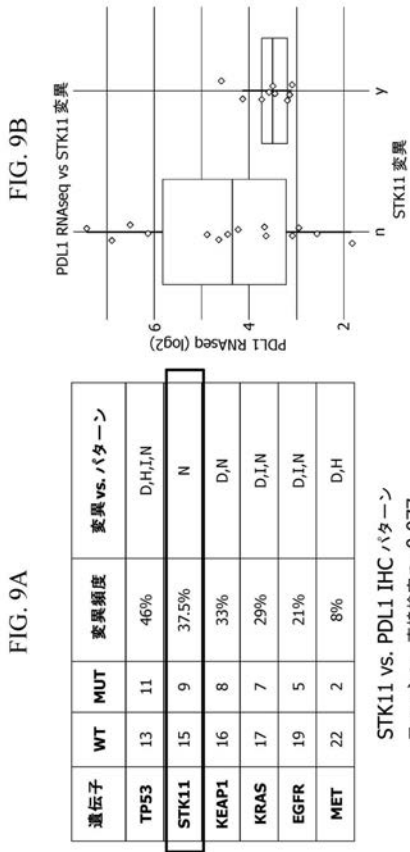 FIG. 9A
遺伝子 WT MUT 変異頻度 変異 vs. パターン
TP53 13 11 46% D,H,I,N
STK11 15 9 37.5% N
KEAP1 16 8 33% D,N
KRAS 17 7 29% D,I,N
EGFR 19 5 21% D,I,N
MET 22 2 8% D,H
STK11 vs. PDL1 IHC パターン
FIG. 9B
PDL1 RNAseq vs STK11 変異
PDL1 RNAseq (log2)
6
4
2
n y
STK11 変異